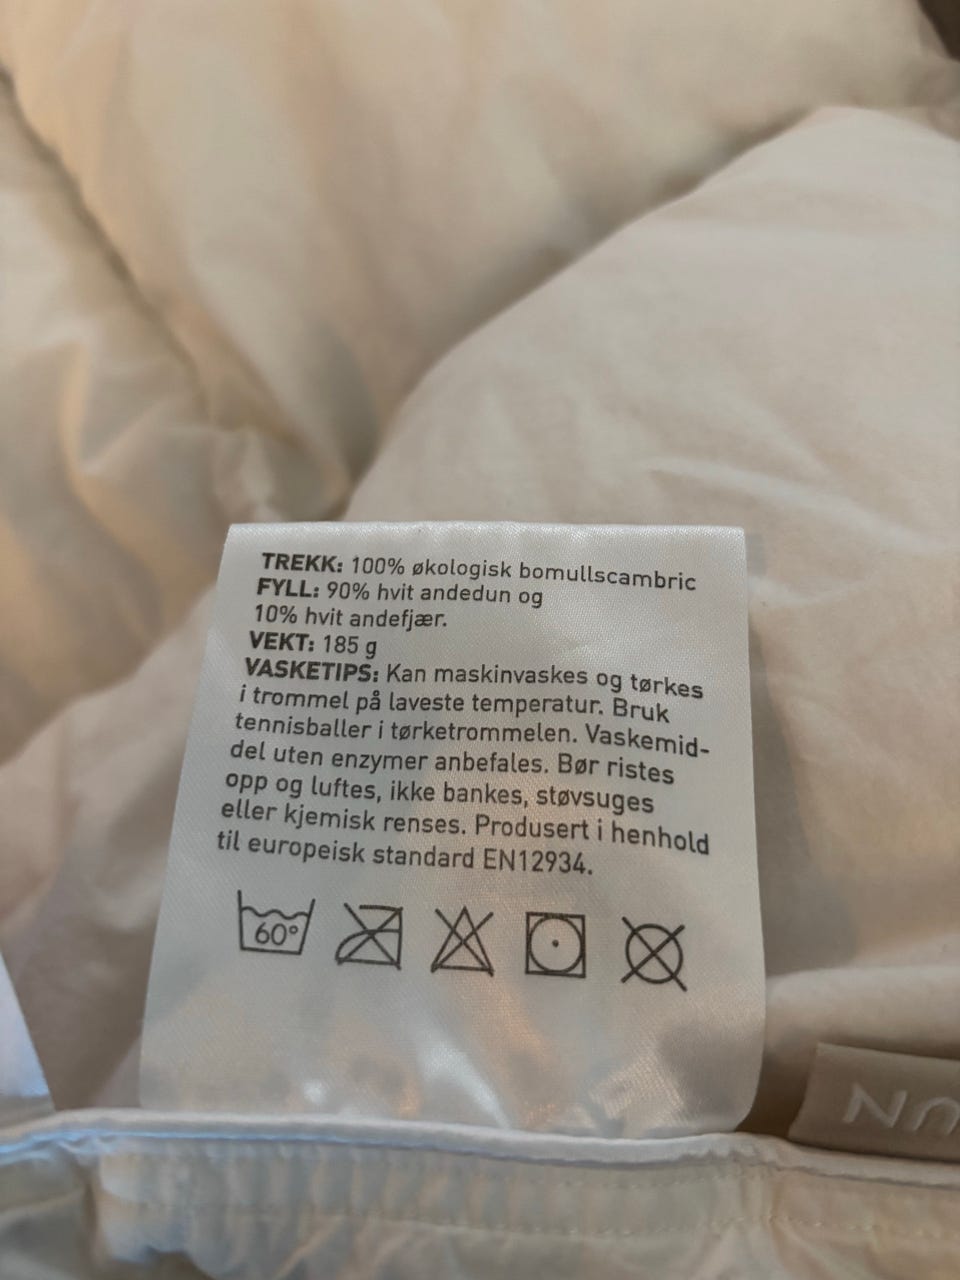 TREKK: 100% økologisk bomullscambric
FYLL: 90% hvit andedun og
10% hvit andefjær.
VEKT: 185 g
VASKETIPS: Kan maskinvaskes og tørkes
i trommel på laveste temperatur. Bruk
tennisballer i tørketrommelen. Vaskemid-
del uten enzymer anbefales. Bør ristes
opp og luftes, ikke bankes, støvsuges
eller kjemisk renses. Produsert i henhold
til europeisk standard EN12934.
60°